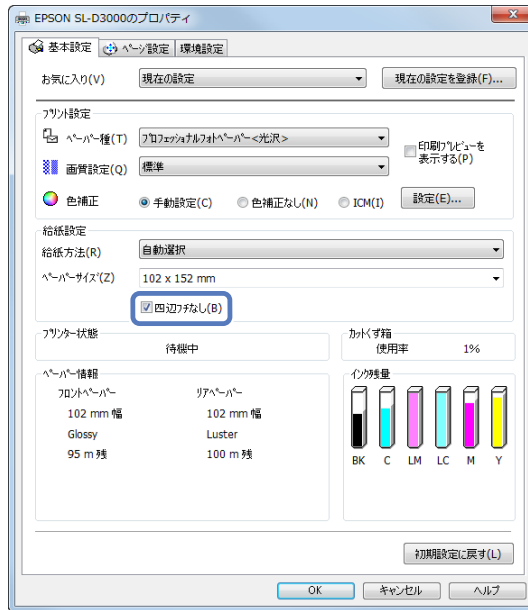 EPSON SL-D3000のプロパティ
基本設定 ページ設定 環境設定
お気に入り(V) 現在の設定 現在の設定を登録(F)...
プリント設定
ペーパー種(T) プロフェッショナルフォトペーパー<光沢>
印刷プレビューを
表示する(P)
画質設定(Q) 標準
色補正 手動設定(C) 色補正なし(N) ICM(I) 設定(E)...
給紙設定
給紙方法(R) 自動選択
ペーパーサイズ(Z) 102 x 152 mm
四辺フチなし(B)
プリンター状態
待機中
カットくず箱
使用率 1%
ペーパー情報
フロントペーパー リアペーパー
102 mm 幅 102 mm 幅
Glossy Luster
95 m 残 100 m 残
インク残量
BK C LM LC M Y
初期設定に戻す(L)
OK キャンセル ヘルプ